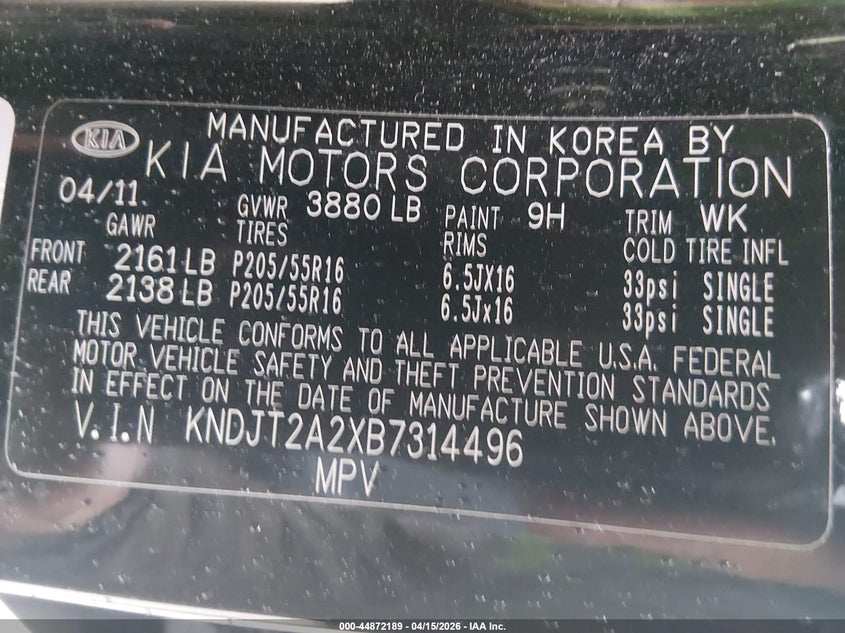 KIA
MANUFACTURED IN KOREA BY
KIA MOTORS CORPORATION
04/11 GVWR 3880 LB PAINT 9H TRIM WK
GAWR TIRES RIMS COLD TIRE INFL
FRONT 2161 LB P205/55R16 6.5JX16 33psi SINGLE
REAR 2138 LB P205/55R16 6.5Jx16 33psi SINGLE
THIS VEHICLE CONFORMS TO ALL APPLICABLE U.S.A. FEDERAL
MOTOR VEHICLE SAFETY AND THEFT PREVENTION STANDARDS
IN EFFECT ON THE DATE OF MANUFACTURE SHOWN ABOVE.
V.I.N KNDJT2A2XB7314496
MPV
000-44872189 - 04/15/2026 - IAA Inc.